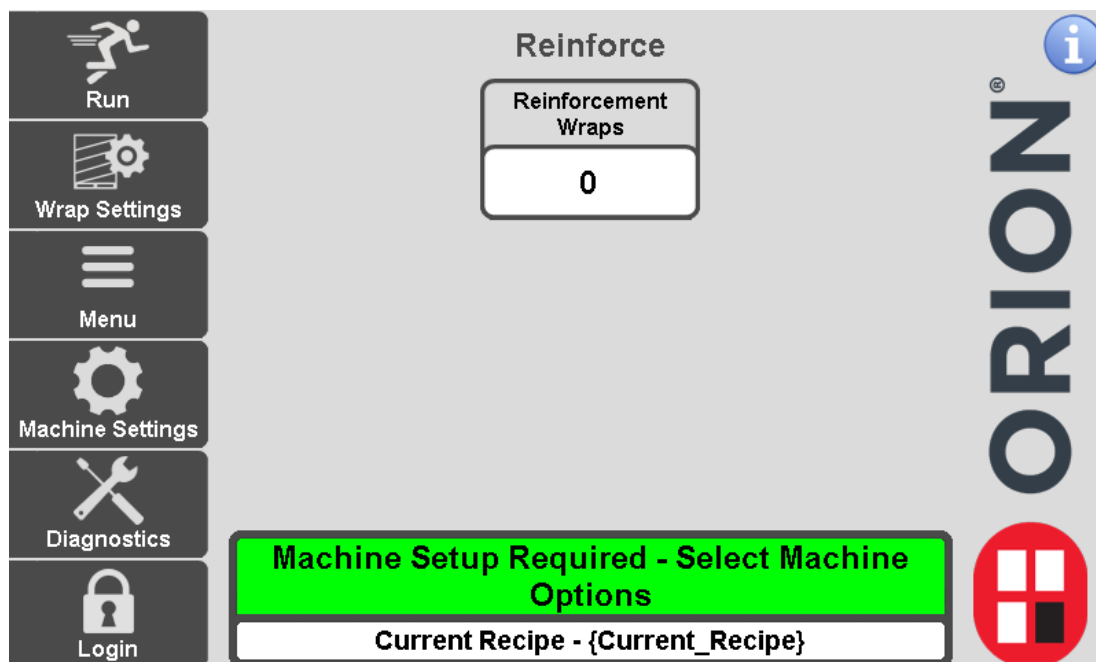 Run
Wrap Settings
Menu
Machine Settings
Diagnostics
Login
Reinforce
Reinforcement
Wraps
0
Machine Setup Required - Select Machine
Options
Current Recipe - {Current_Recipe}
i
ORION®